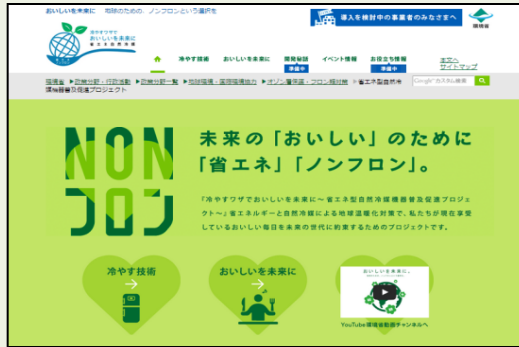 おいしいを未来に 地球のための、ノンフロンという選択を
導入を検討中の事業者のみなさまへ
環境省
冷やすワザで
おいしいを未来に
省エネ自然冷媒
冷やす技術 おいしいを未来に 開発秘話 イベント情報 お役立ち情報
準備中 準備中
本文へ
サイトマップ
環境省 ▶政策分野・行政活動 ▶政策分野一覧 ▶地球環境・国際環境協力 ▶オゾン層保護・フロン類対策 ▶省エネ型自然冷
媒機器普及促進プロジェクト
Google カスタム検索
NON
フロン
未来の「おいしい」のために
「省エネ」「ノンフロン」。
「冷やすワザでおいしいを未来に～省エネ型自然冷媒機器普及促進プロジェ
クト～」省エネルギーと自然冷媒による地球温暖化対策で、私たちが現在享受
しているおいしい毎日を未来の世代に約束するためのプロジェクトです。
冷やす技術
→
おいしいを未来に
→
おいしいを未来に。
YouTube環境省動画チャンネルへ